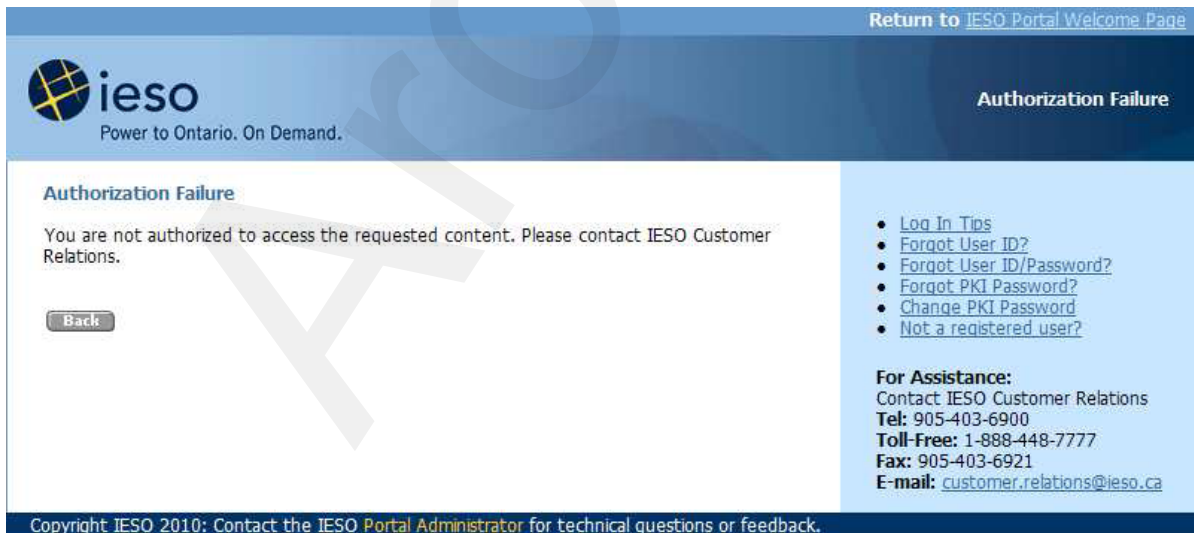 Return to IESO Portal Welcome Page
ieso
Power to Ontario. On Demand.
Authorization Failure
Authorization Failure
You are not authorized to access the requested content. Please contact IESO Customer
Relations.
Back
Log In Tips
Forgot User ID?
Forgot User ID/Password?
Forgot PKI Password?
Change PKI Password
Not a registered user?
For Assistance:
Contact IESO Customer Relations
Tel: 905-403-6900
Toll-Free: 1-888-448-7777
Fax: 905-403-6921
E-mail: customer.relations@ieso.ca
Copyright IESO 2010: Contact the IESO Portal Administrator for technical questions or feedback.